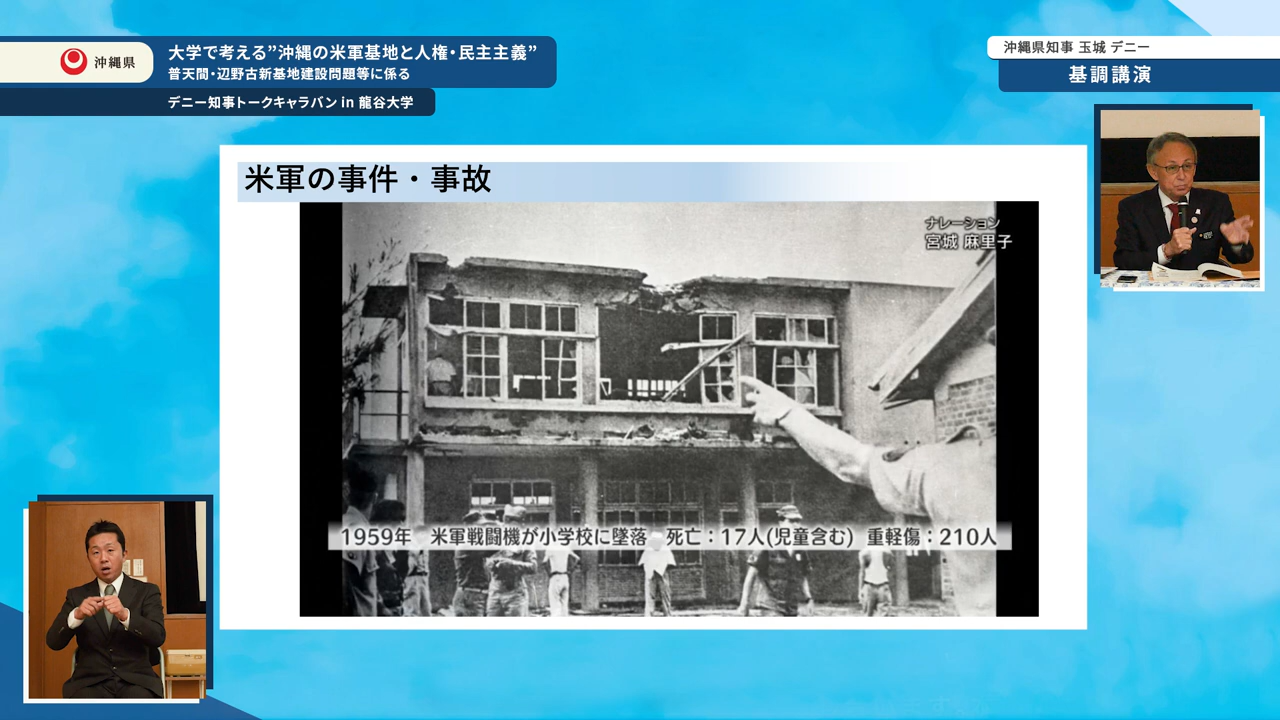 沖縄県
大学で考える”沖縄の米軍基地と人権・民主主義”
普天間・辺野古新基地建設問題等に係る
デニー知事トークキャラバン in 龍谷大学
沖縄県知事 玉城 デニー
基調講演
米軍の事件・事故
ナレーション
宮城 麻里子
1959年 米軍戦闘機が小学校に墜落 死亡：17人(児童含む) 重軽傷：210人